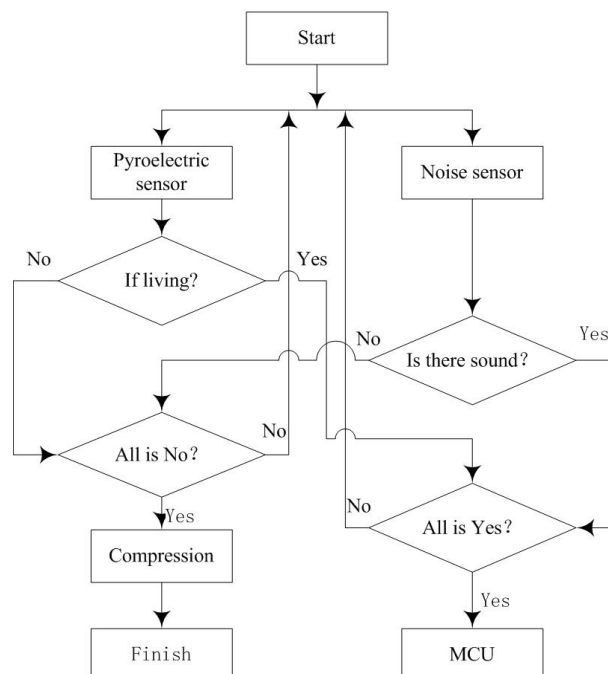 Start
Pyroelectric
sensor
Noise sensor
No
If living?
Yes
No
Is there sound?
Yes
All is No?
No
Yes
No
All is Yes?
Compression
Yes
Finish
MCU